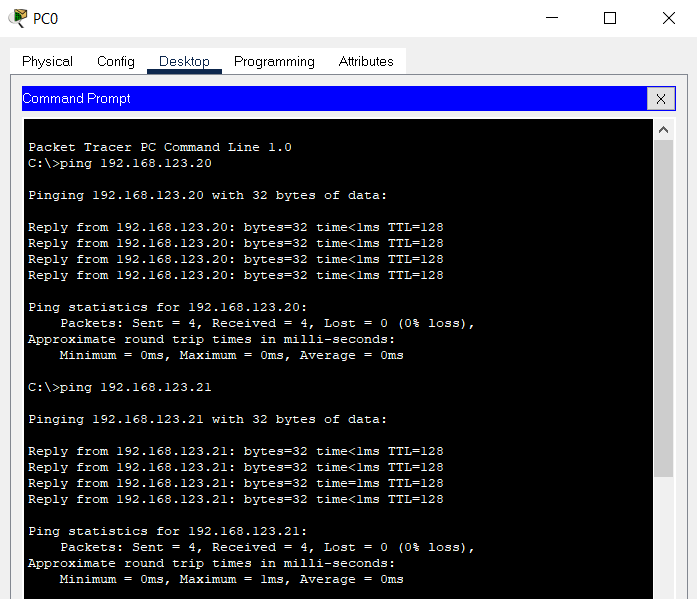 PC0
Physical Config Desktop Programming Attributes
Command Prompt
X
Packet Tracer PC Command Line 1.0
C:\>ping 192.168.123.20
Pinging 192.168.123.20 with 32 bytes of data:
Reply from 192.168.123.20: bytes=32 time<1ms TTL=128
Reply from 192.168.123.20: bytes=32 time<1ms TTL=128
Reply from 192.168.123.20: bytes=32 time<1ms TTL=128
Reply from 192.168.123.20: bytes=32 time<1ms TTL=128
Ping statistics for 192.168.123.20:
Packets: Sent = 4, Received = 4, Lost = 0 (0% loss),
Approximate round trip times in milli-seconds:
Minimum = 0ms, Maximum = 0ms, Average = 0ms
C:\>ping 192.168.123.21
Pinging 192.168.123.21 with 32 bytes of data:
Reply from 192.168.123.21: bytes=32 time<1ms TTL=128
Reply from 192.168.123.21: bytes=32 time<1ms TTL=128
Reply from 192.168.123.21: bytes=32 time=1ms TTL=128
Reply from 192.168.123.21: bytes=32 time<1ms TTL=128
Ping statistics for 192.168.123.21:
Packets: Sent = 4, Received = 4, Lost = 0 (0% loss),
Approximate round trip times in milli-seconds:
Minimum = 0ms, Maximum = 1ms, Average = 0ms